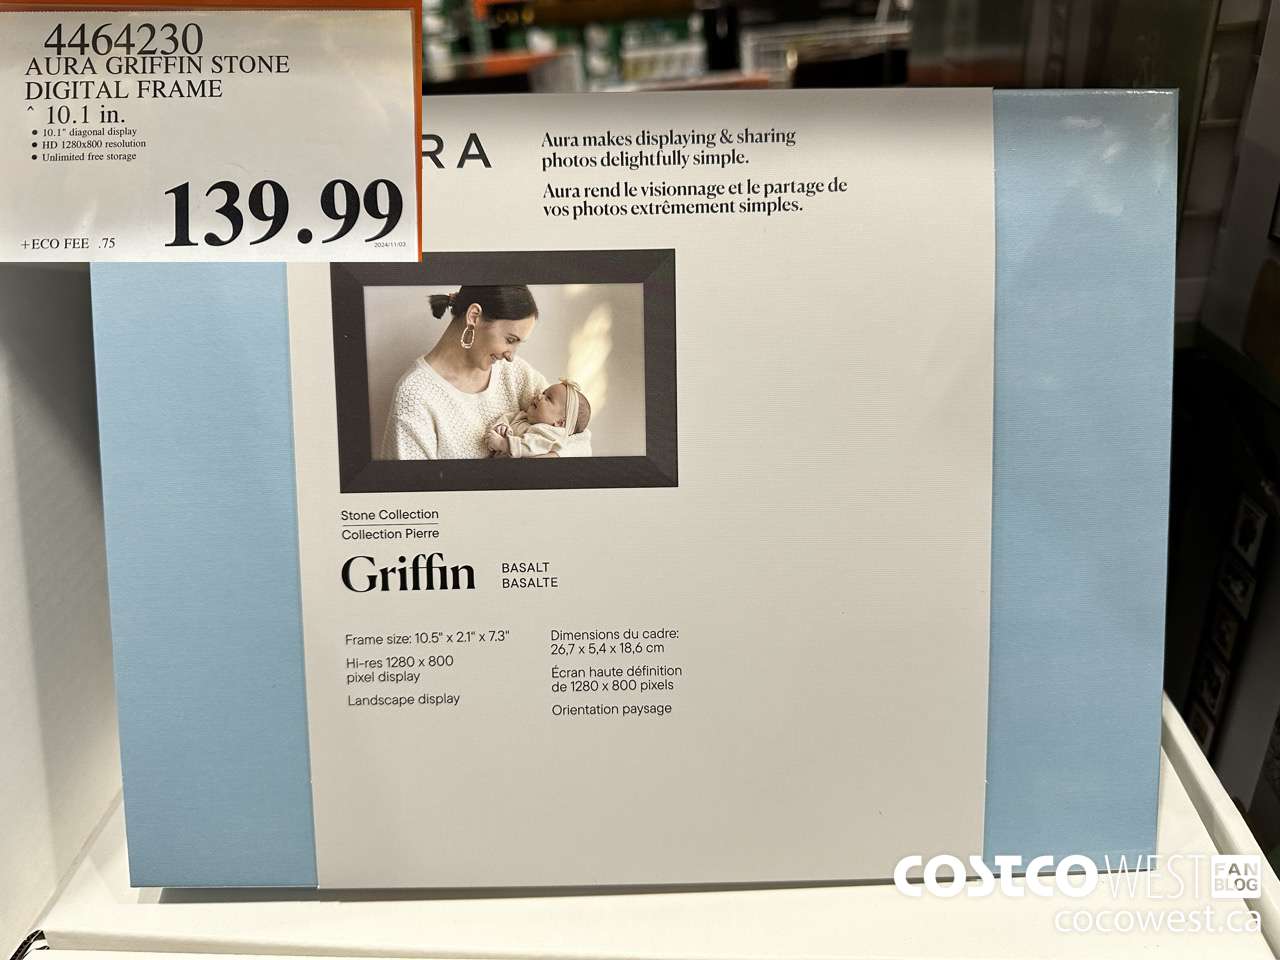 4464230
AURA GRIFFIN STONE
DIGITAL FRAME
^ 10.1 in.
• 10.1" diagonal display
• HD 1280x800 resolution
• Unlimited free storage
139.99
+ECO FEE .75
2024/11/03
RA
Aura makes displaying & sharing
photos delightfully simple.
Aura rend le visionnage et le partage de
vos photos extrêmement simples.
Stone Collection
Collection Pierre
Griffin
BASALT
BASALTE
Frame size: 10.5" x 2.1" x 7.3"
Hi-res 1280 x 800
pixel display
Landscape display
Dimensions du cadre:
26,7 x 5,4 x 18,6 cm
Écran haute définition
de 1280 x 800 pixels
Orientation paysage
COSTCO WEST FAN BLOG
cocowest.ca